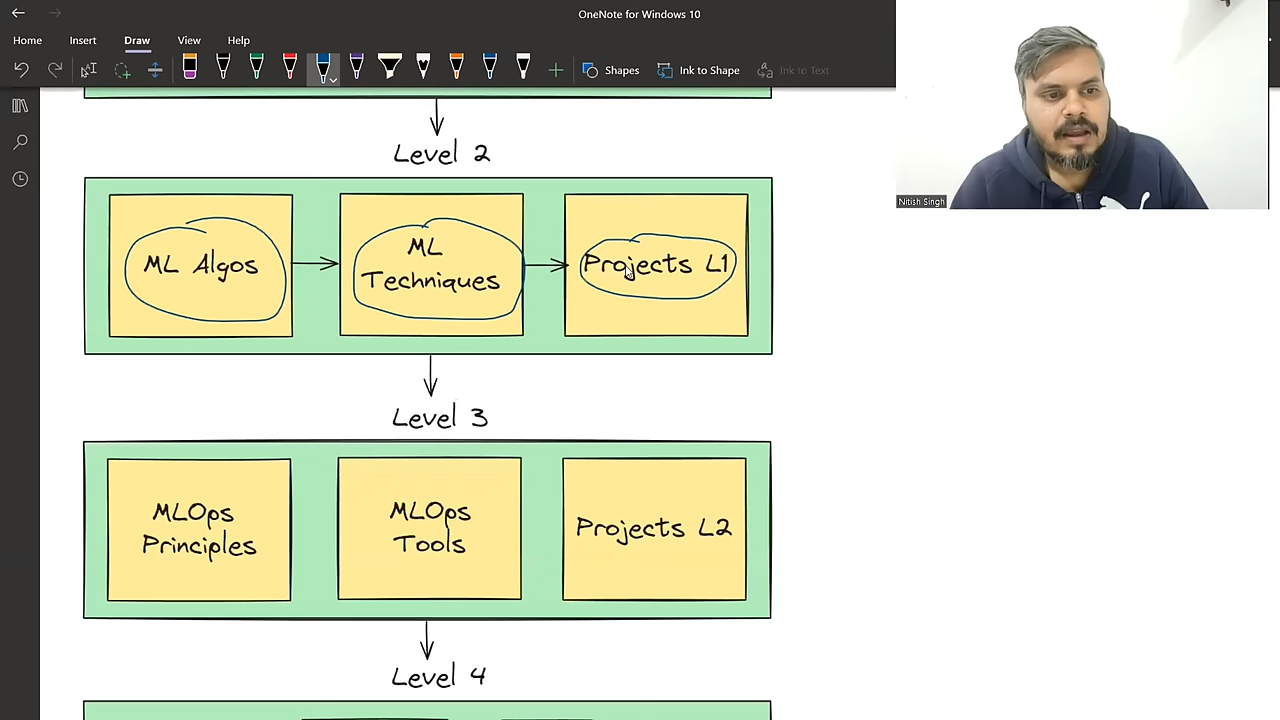 OneNote for Windows 10
Home Insert Draw View Help
Shapes Ink to Shape Ink to Text
Nitish Singh
Level 2
ML Algos
ML
Techniques
Projects L1
Level 3
MLOps
Principles
MLOps
Tools
Projects L2
Level 4